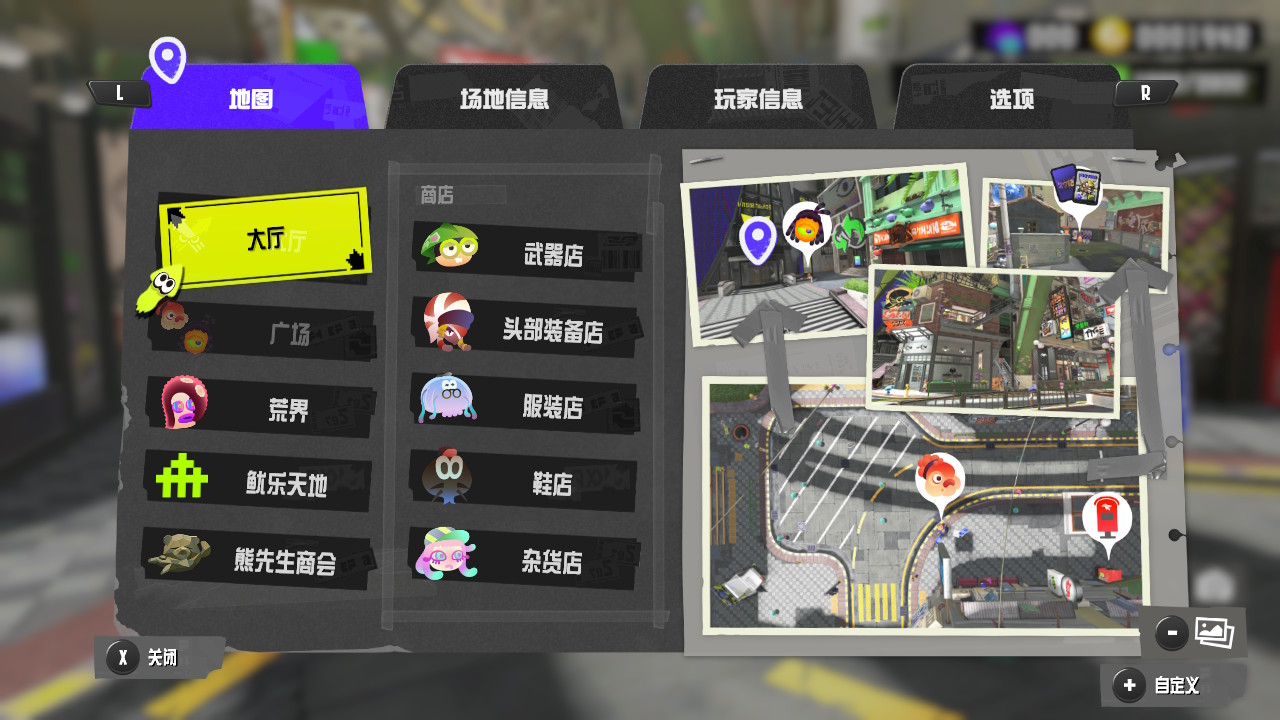 L
地图
场地信息
玩家信息
选项
R
大厅
广场
荒界
鱿乐天地
熊先生商会
商店
武器店
头部装备店
服装店
鞋店
杂货店
X 关闭
-
+ 自定义